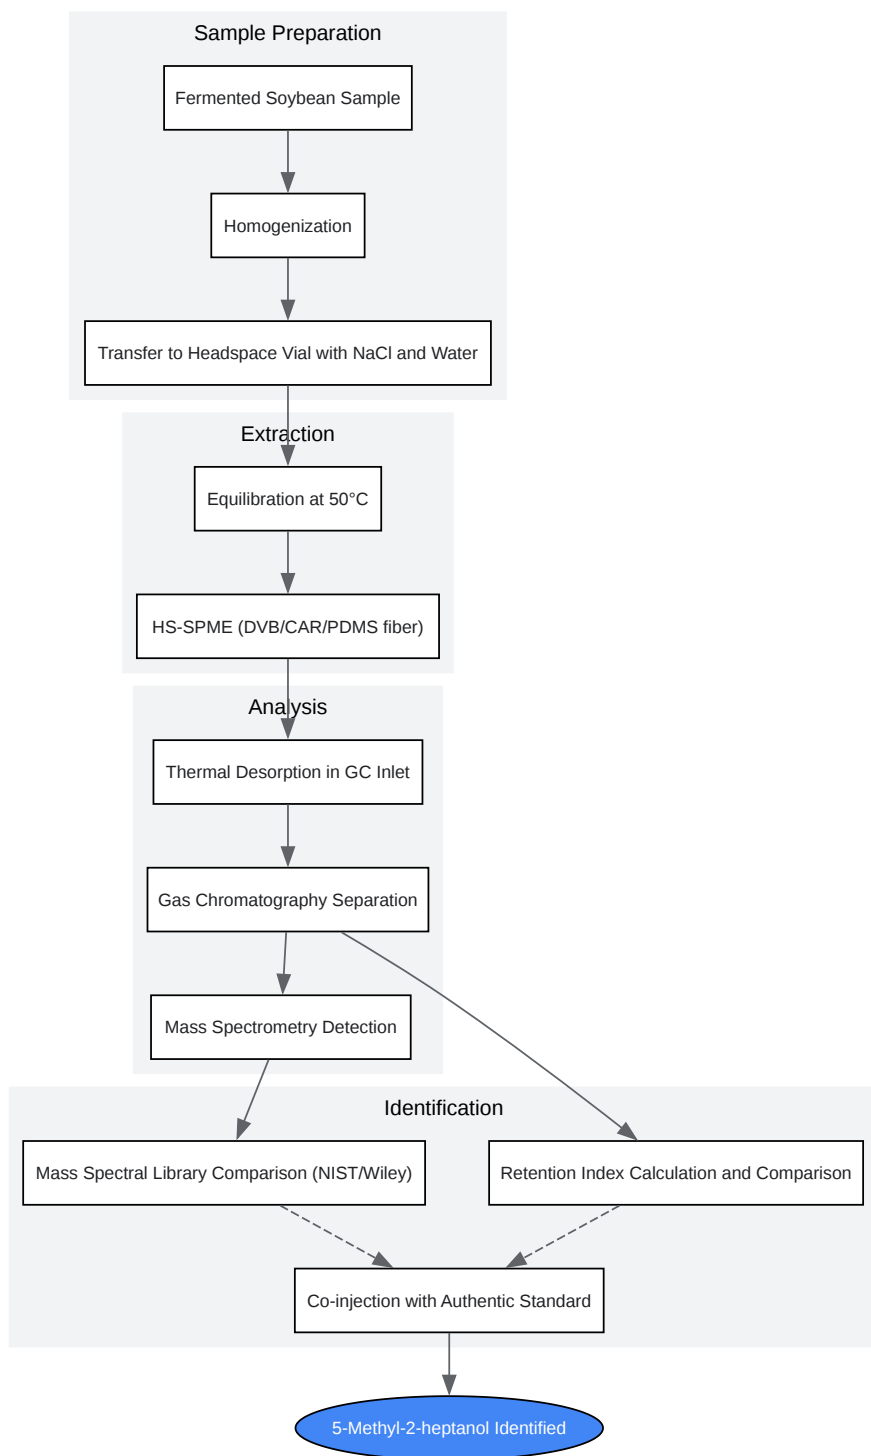 Sample Preparation
Fermented Soybean Sample
Homogenization
Transfer to Headspace Vial with NaCl and Water
Extraction
Equilibration at 50°C
HS-SPME (DVB/CAR/PDMS fiber)
Analysis
Thermal Desorption in GC Inlet
Gas Chromatography Separation
Mass Spectrometry Detection
Identification
Mass Spectral Library Comparison (NIST/Wiley)
Retention Index Calculation and Comparison
Co-injection with Authentic Standard
5-Methyl-2-heptanol Identified